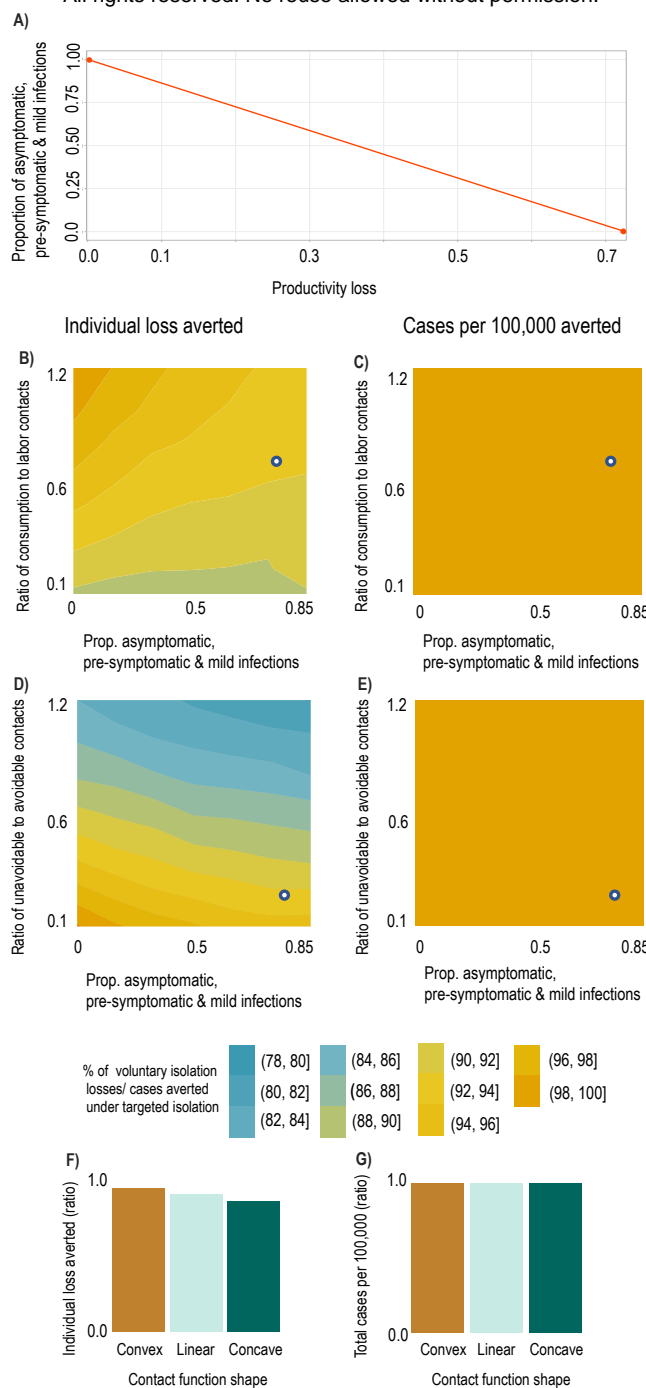 All rights reserved. No reuse allowed without permission.
A)
Proportion of asymptomatic,
pre-symptomatic & mild infections
1.00
0.75
0.50
0.25
0.0
0.0 0.1 0.3 0.5 0.7
Productivity loss
Individual loss averted
Cases per 100,000 averted
B)
Ratio of consumption to labor contacts
1.2
0.6
0.1
0 0.5 0.85
Prop. asymptomatic,
pre-symptomatic & mild infections
C)
Ratio of consumption to labor contacts
1.2
0.6
0.1
0 0.5 0.85
Prop. asymptomatic,
pre-symptomatic & mild infections
D)
Ratio of unavoidable to avoidable contacts
1.2
0.6
0.1
0 0.5 0.85
Prop. asymptomatic,
pre-symptomatic & mild infections
E)
Ratio of unavoidable to avoidable contacts
1.2
0.6
0.1
0 0.5 0.85
Prop. asymptomatic,
pre-symptomatic & mild infections
% of voluntary isolation
losses/ cases averted
under targeted isolation
(78, 80]
(80, 82]
(82, 84]
(84, 86]
(86, 88]
(88, 90]
(90, 92]
(92, 94]
(94, 96]
(96, 98]
(98, 100]
F)
Individual loss averted (ratio)
1.0
0.0
Convex Linear Concave
Contact function shape
G)
Total cases per 100,000 (ratio)
1.0
0.0
Convex Linear Concave
Contact function shape